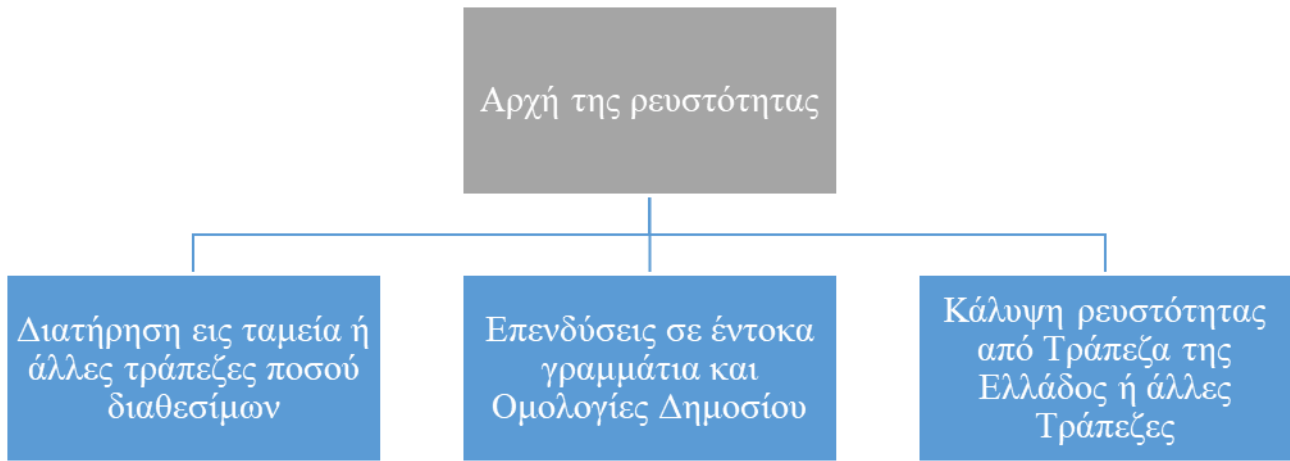 Αρχή της ρευστότητας
Διατήρηση εις ταμεία ή
άλλες τράπεζες ποσού
διαθεσίμων
Επενδύσεις σε έντοκα
γραμμάτια και
Ομολογίες Δημοσίου
Κάλυψη ρευστότητας
από Τράπεζα της
Ελλάδος ή άλλες
Τράπεζες